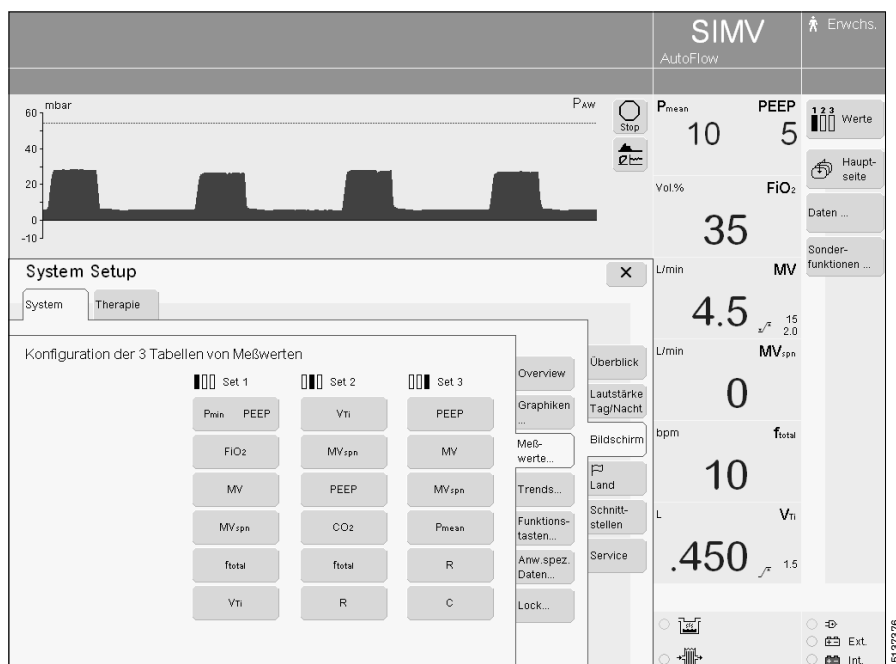 SIMV
AutoFlow
Erwchs.
mbar
PAW
60
40
20
0
-10
Stop
Pmean PEEP
10 5
Vol.% FiO2
35
L/min MV
4.5
15
2.0
L/min MVspn
0
bpm ftotal
10
L VTi
.450
1.5
1 2 3
Werte
Haupt-
seite
Daten ...
Sonder-
funktionen ...
System Setup
System
Therapie
Konfiguration der 3 Tabellen von Meßwerten
Set 1 Set 2 Set 3
Pmin PEEP VTi PEEP
FiO2 MVspn MV
MV PEEP MVspn
MVspn CO2 Pmean
ftotal ftotal R
VTi R C
Overview
Graphiken
...
Meß-
werte...
Trends...
Funktions-
tasten...
Anw.spez.
Daten...
Lock...
Überblick
Lautstärke
Tag/Nacht
Bildschirm
Land
Schnitt-
stellen
Service
Ext.
Int.